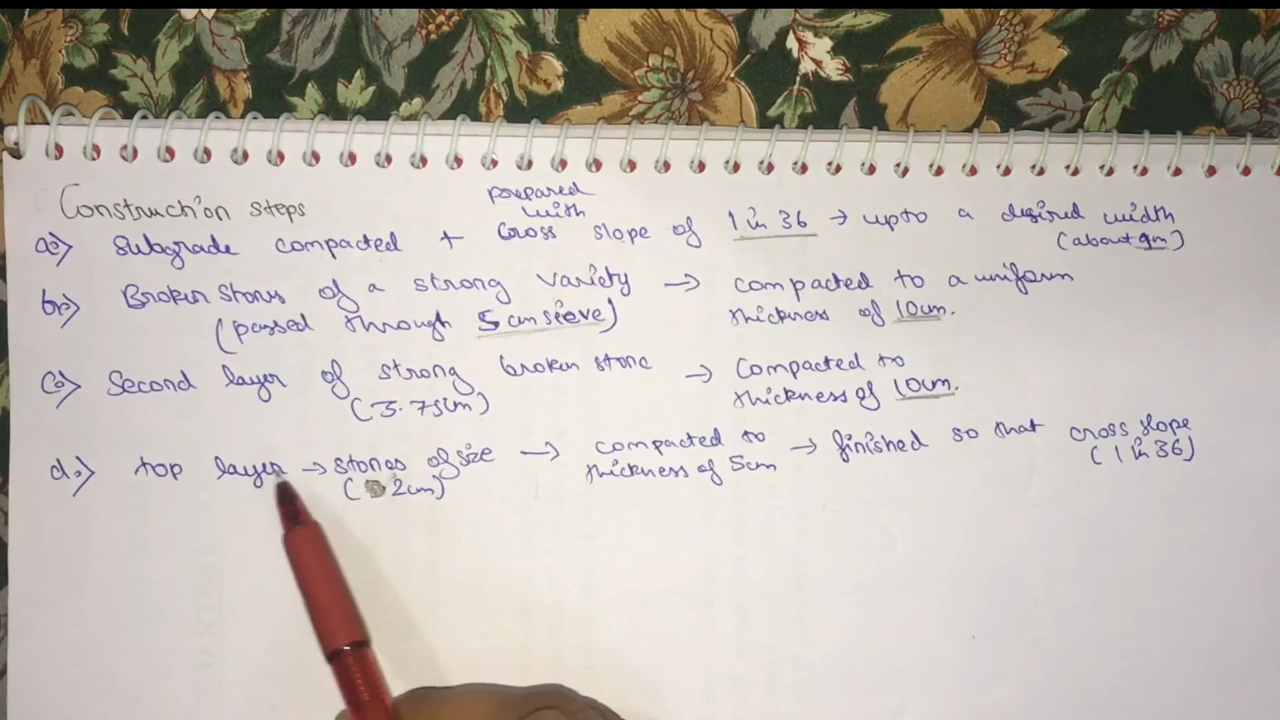 Construction steps
a.) Subgrade compacted + prepared with cross slope of 1 in 36 → upto a desired width
(about 9m)
b.) Broken stones of a strong variety → compacted to a uniform
(passed through 5 cm sieve) thickness of 10cm.
c.) Second layer of strong broken stone → Compacted to
(3.75cm) thickness of 10cm.
d.) top layer → stones of size → compacted to → finished so that cross slope
(2cm) thickness of 5cm (1 in 36)